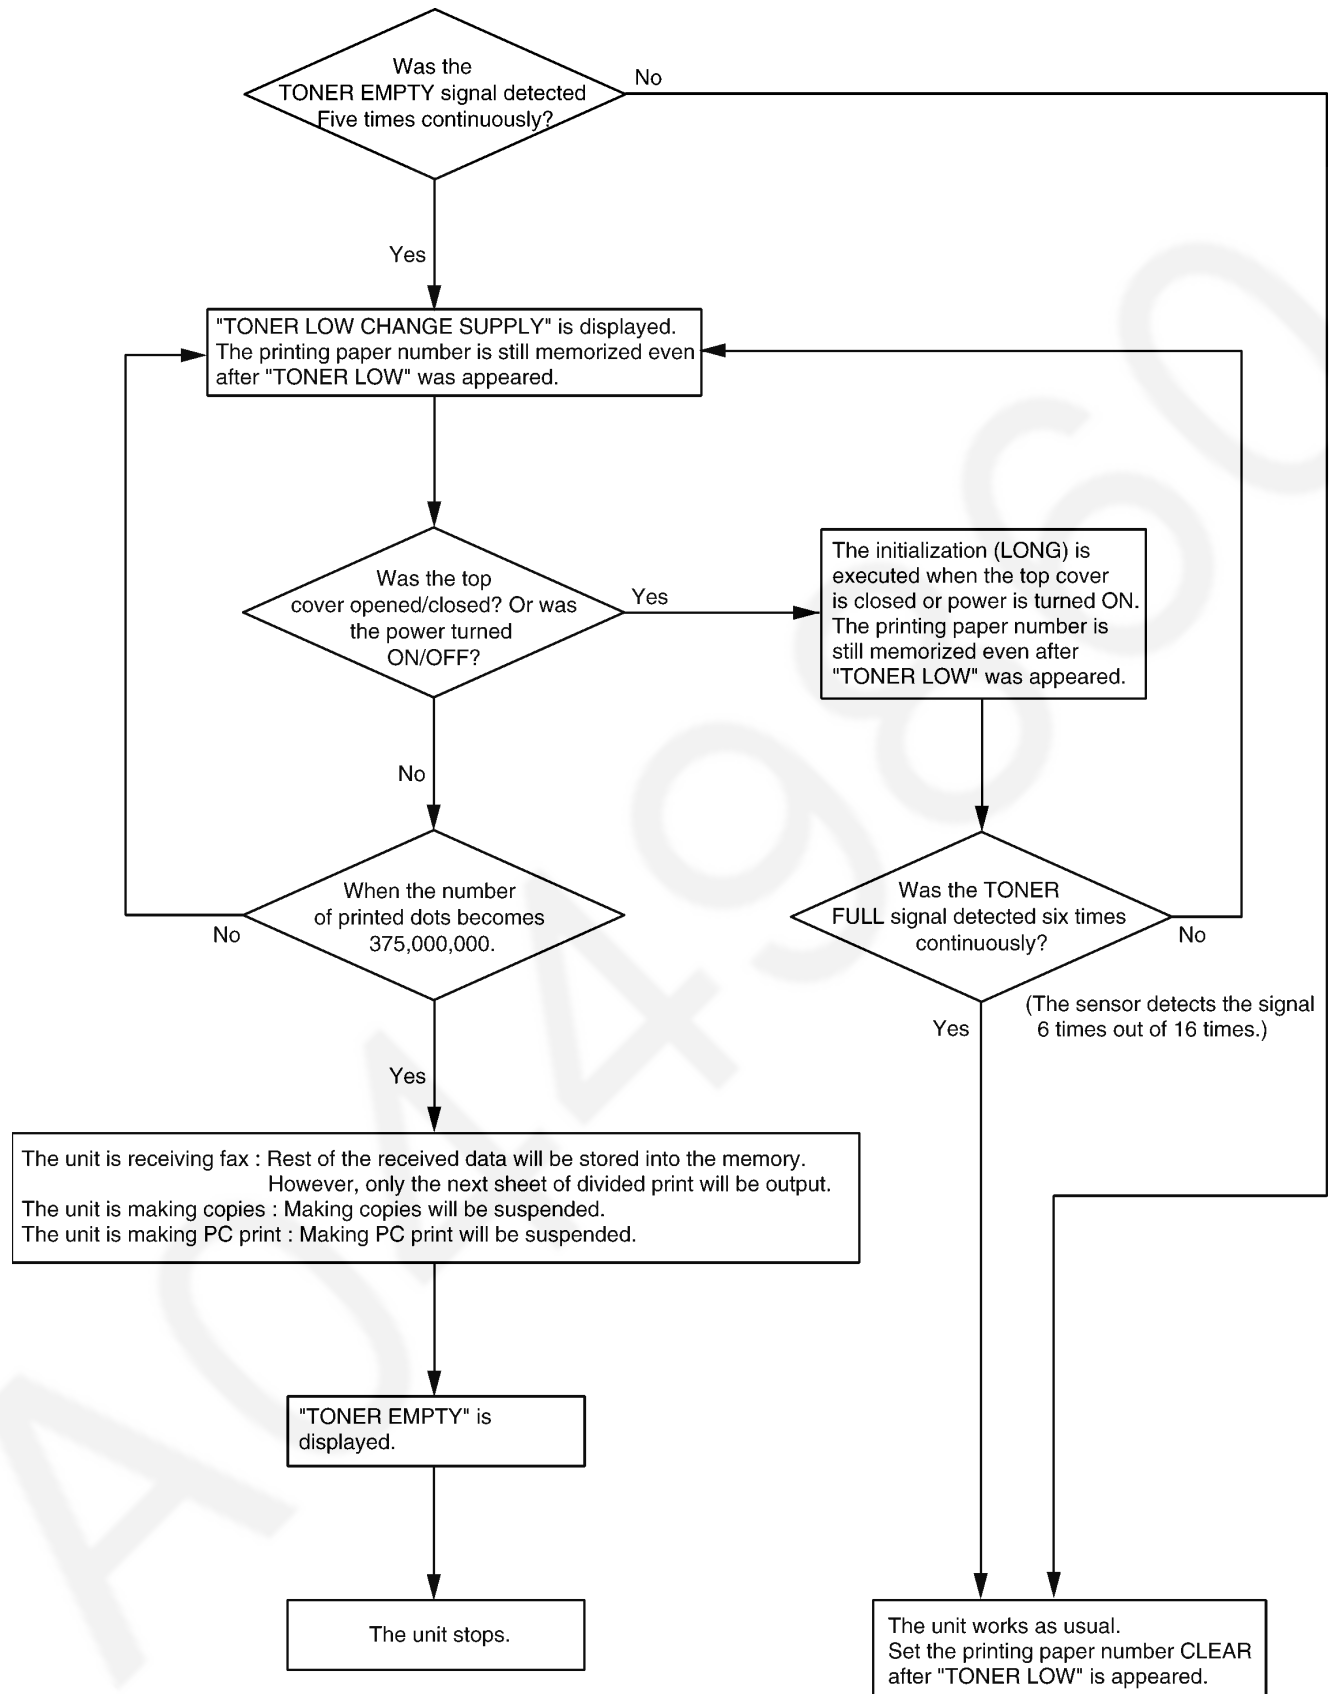 Was the
TONER EMPTY signal detected
Five times continuously?
No
Yes
"TONER LOW CHANGE SUPPLY" is displayed.
The printing paper number is still memorized even
after "TONER LOW" was appeared.
Was the top
cover opened/closed? Or was
the power turned
ON/OFF?
Yes
The initialization (LONG) is
executed when the top cover
is closed or power is turned ON.
The printing paper number is
still memorized even after
"TONER LOW" was appeared.
No
When the number
of printed dots becomes
375,000,000.
No
Was the TONER
FULL signal detected six times
continuously?
No
(The sensor detects the signal
6 times out of 16 times.)
Yes
Yes
The unit is receiving fax : Rest of the received data will be stored into the memory.
However, only the next sheet of divided print will be output.
The unit is making copies : Making copies will be suspended.
The unit is making PC print : Making PC print will be suspended.
"TONER EMPTY" is
displayed.
The unit stops.
The unit works as usual.
Set the printing paper number CLEAR
after "TONER LOW" is appeared.
A0449860